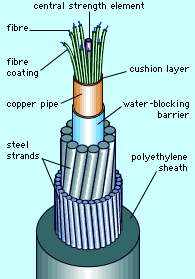 central strength element
fibre
fibre
coating
cushion layer
copper pipe
water-blocking
barrier
steel
strands
polyethylene
sheath